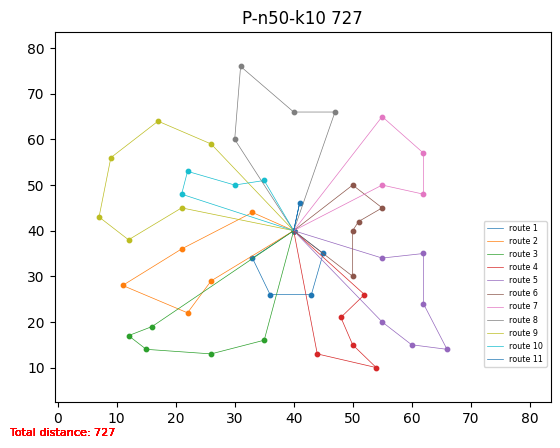 P-n50-k10 727
80
70
60
50
40
30
20
10
0 10 20 30 40 50 60 70 80
route 1
route 2
route 3
route 4
route 5
route 6
route 7
route 8
route 9
route 10
route 11
Total distance: 727